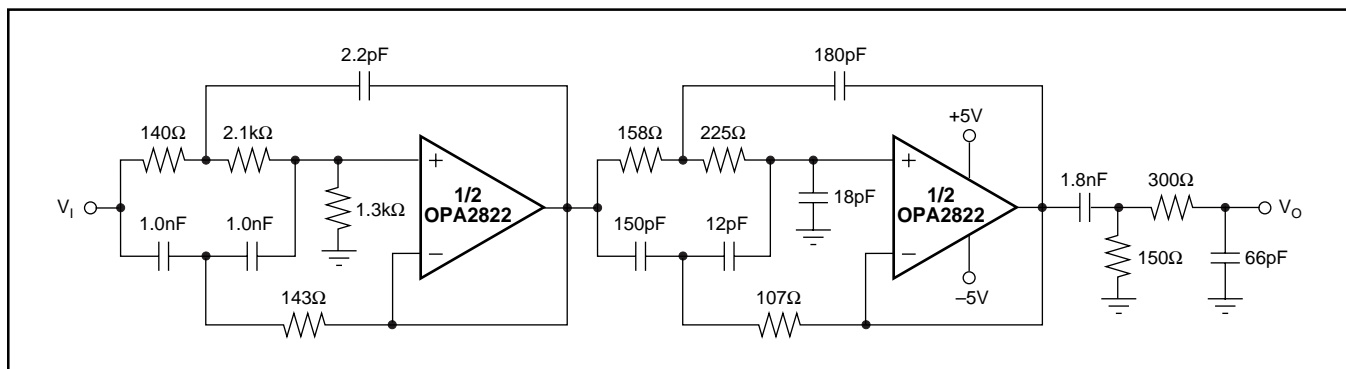 2.2pF
180pF
140Ω
2.1kΩ
158Ω
225Ω
+5V
+
1/2
OPA2822
–
1.3kΩ
+
1/2
OPA2822
–
18pF
1.8nF
300Ω
V_I
V_O
1.0nF
1.0nF
150pF
12pF
150Ω
66pF
143Ω
107Ω
–5V